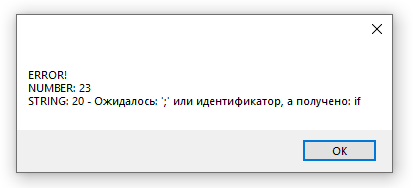 ERROR!
NUMBER: 23
STRING: 20 - Ожидалось: ';' или идентификатор, а получено: if
OK